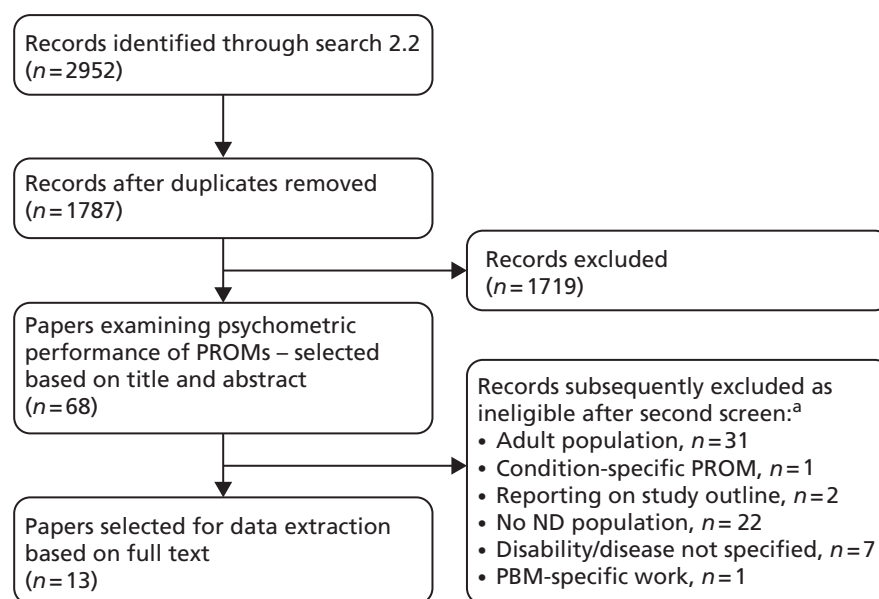 Records identified through search 2.2
(n=2952)
Records after duplicates removed
(n=1787)
Records excluded
(n=1719)
Papers examining psychometric
performance of PROMs – selected
based on title and abstract
(n=68)
Records subsequently excluded as
ineligible after second screen:a
• Adult population, n=31
• Condition-specific PROM, n=1
• Reporting on study outline, n=2
• No ND population, n=22
• Disability/disease not specified, n=7
• PBM-specific work, n=1
Papers selected for data extraction
based on full text
(n=13)